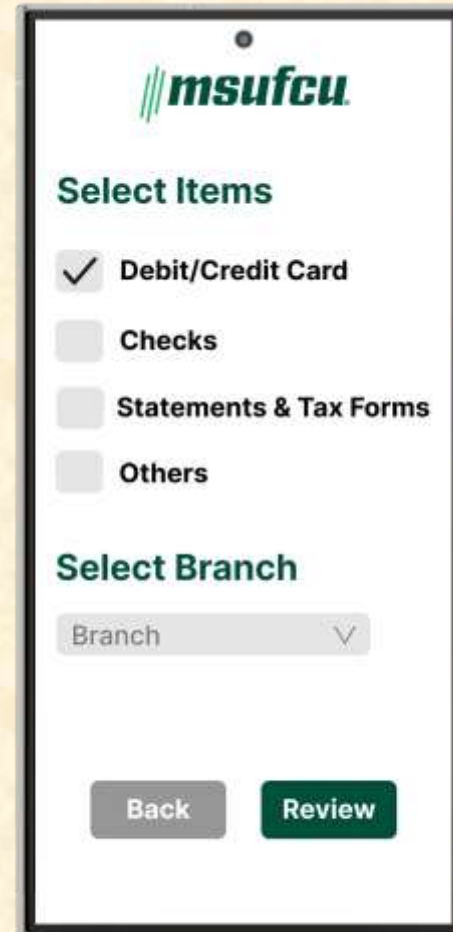 msufcu
Select Items
Debit/Credit Card
Checks
Statements & Tax Forms
Others
Select Branch
Branch
Back Review